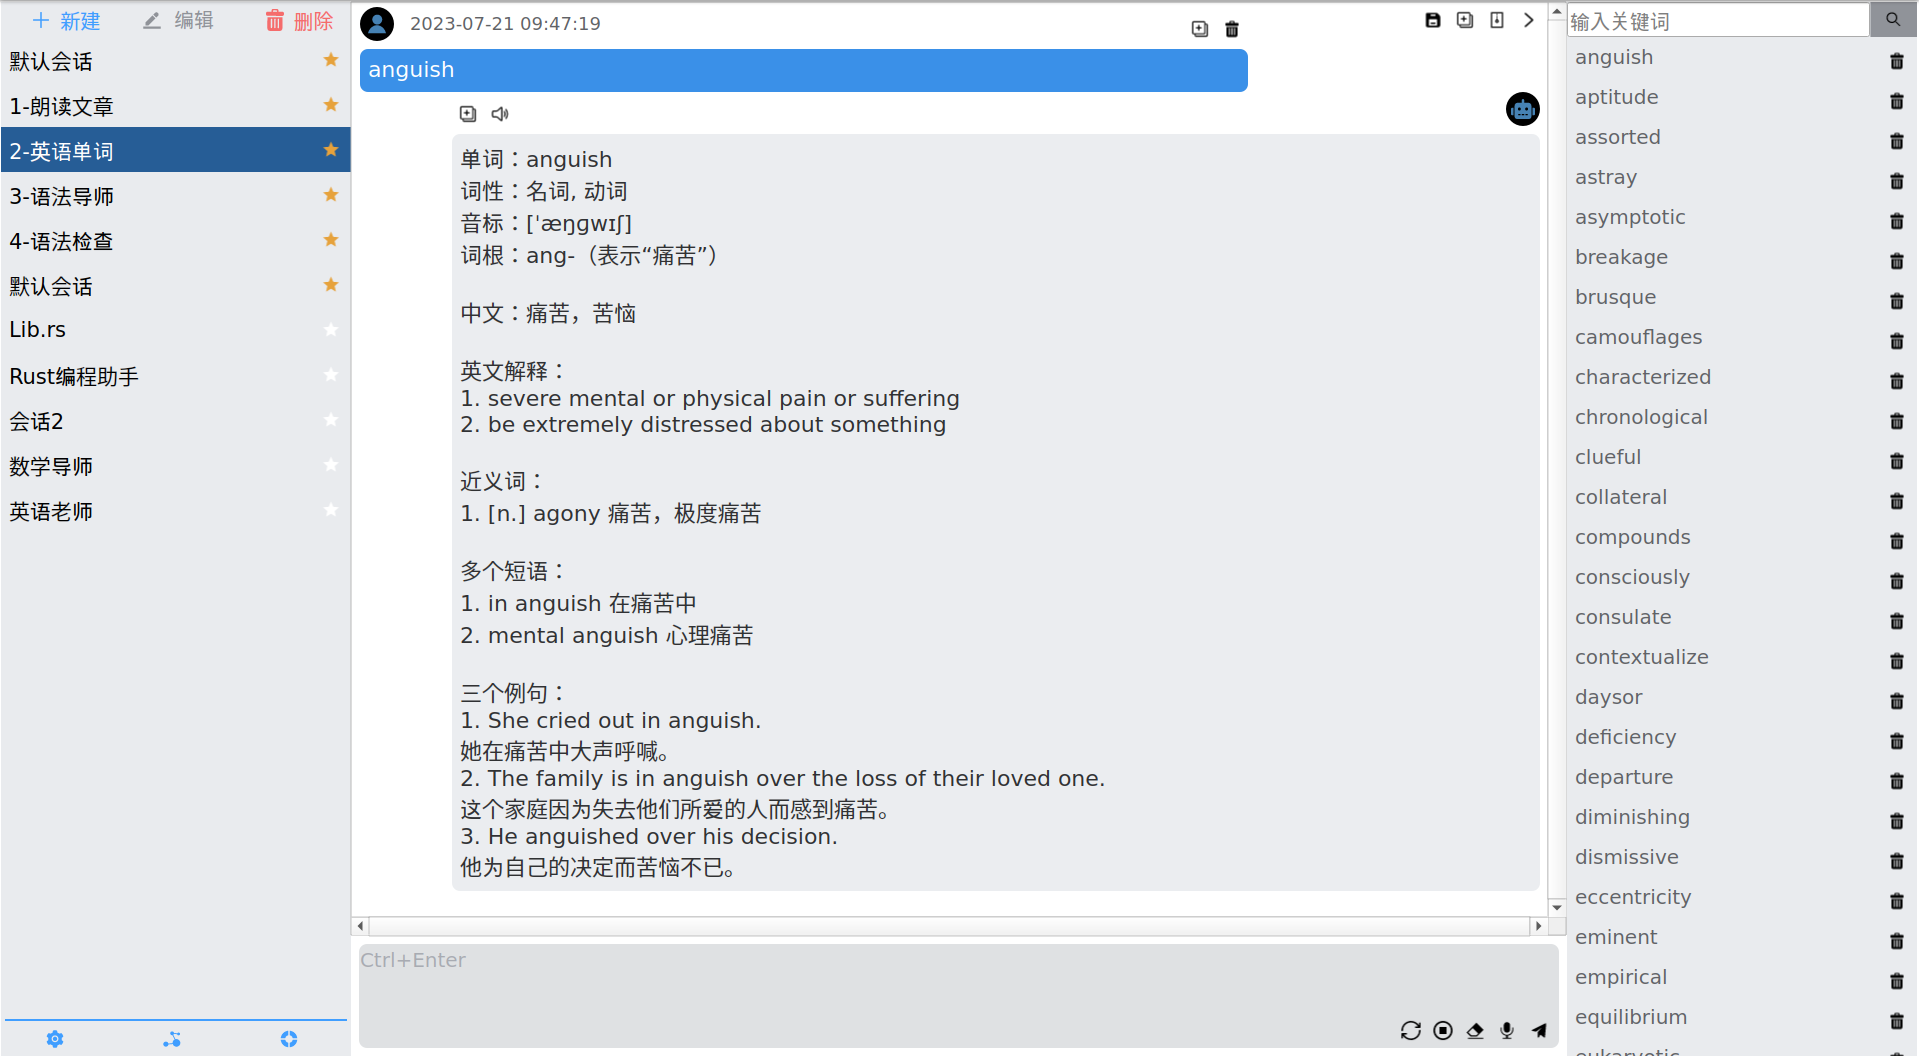 新建 编辑 删除
默认会话
1-朗读文章
2-英语单词
3-语法导师
4-语法检查
默认会话
Lib.rs
Rust编程助手
会话2
数学导师
英语老师
2023-07-21 09:47:19
anguish
单词：anguish
词性：名词, 动词
音标：['æŋɡwɪʃ]
词根：ang-（表示“痛苦”）
中文：痛苦，苦恼
英文解释：
1. severe mental or physical pain or suffering
2. be extremely distressed about something
近义词：
1. [n.] agony 痛苦，极度痛苦
多个短语：
1. in anguish 在痛苦中
2. mental anguish 心理痛苦
三个例句：
1. She cried out in anguish.
她在痛苦中大声呼喊。
2. The family is in anguish over the loss of their loved one.
这个家庭因为失去他们所爱的人而感到痛苦。
3. He anguished over his decision.
他为自己的决定而苦恼不已。
Ctrl+Enter
输入关键词
anguish
aptitude
assorted
astray
asymptotic
breakage
brusque
camouflages
characterized
chronological
clueful
collateral
compounds
consciously
consulate
contextualize
daysor
deficiency
departure
diminishing
dismissive
eccentricity
eminent
empirical
equilibrium
eukaryotic